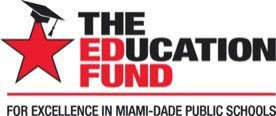 THE
EDUCATION
FUND
FOR EXCELLENCE IN MIAMI-DADE PUBLIC SCHOOLS